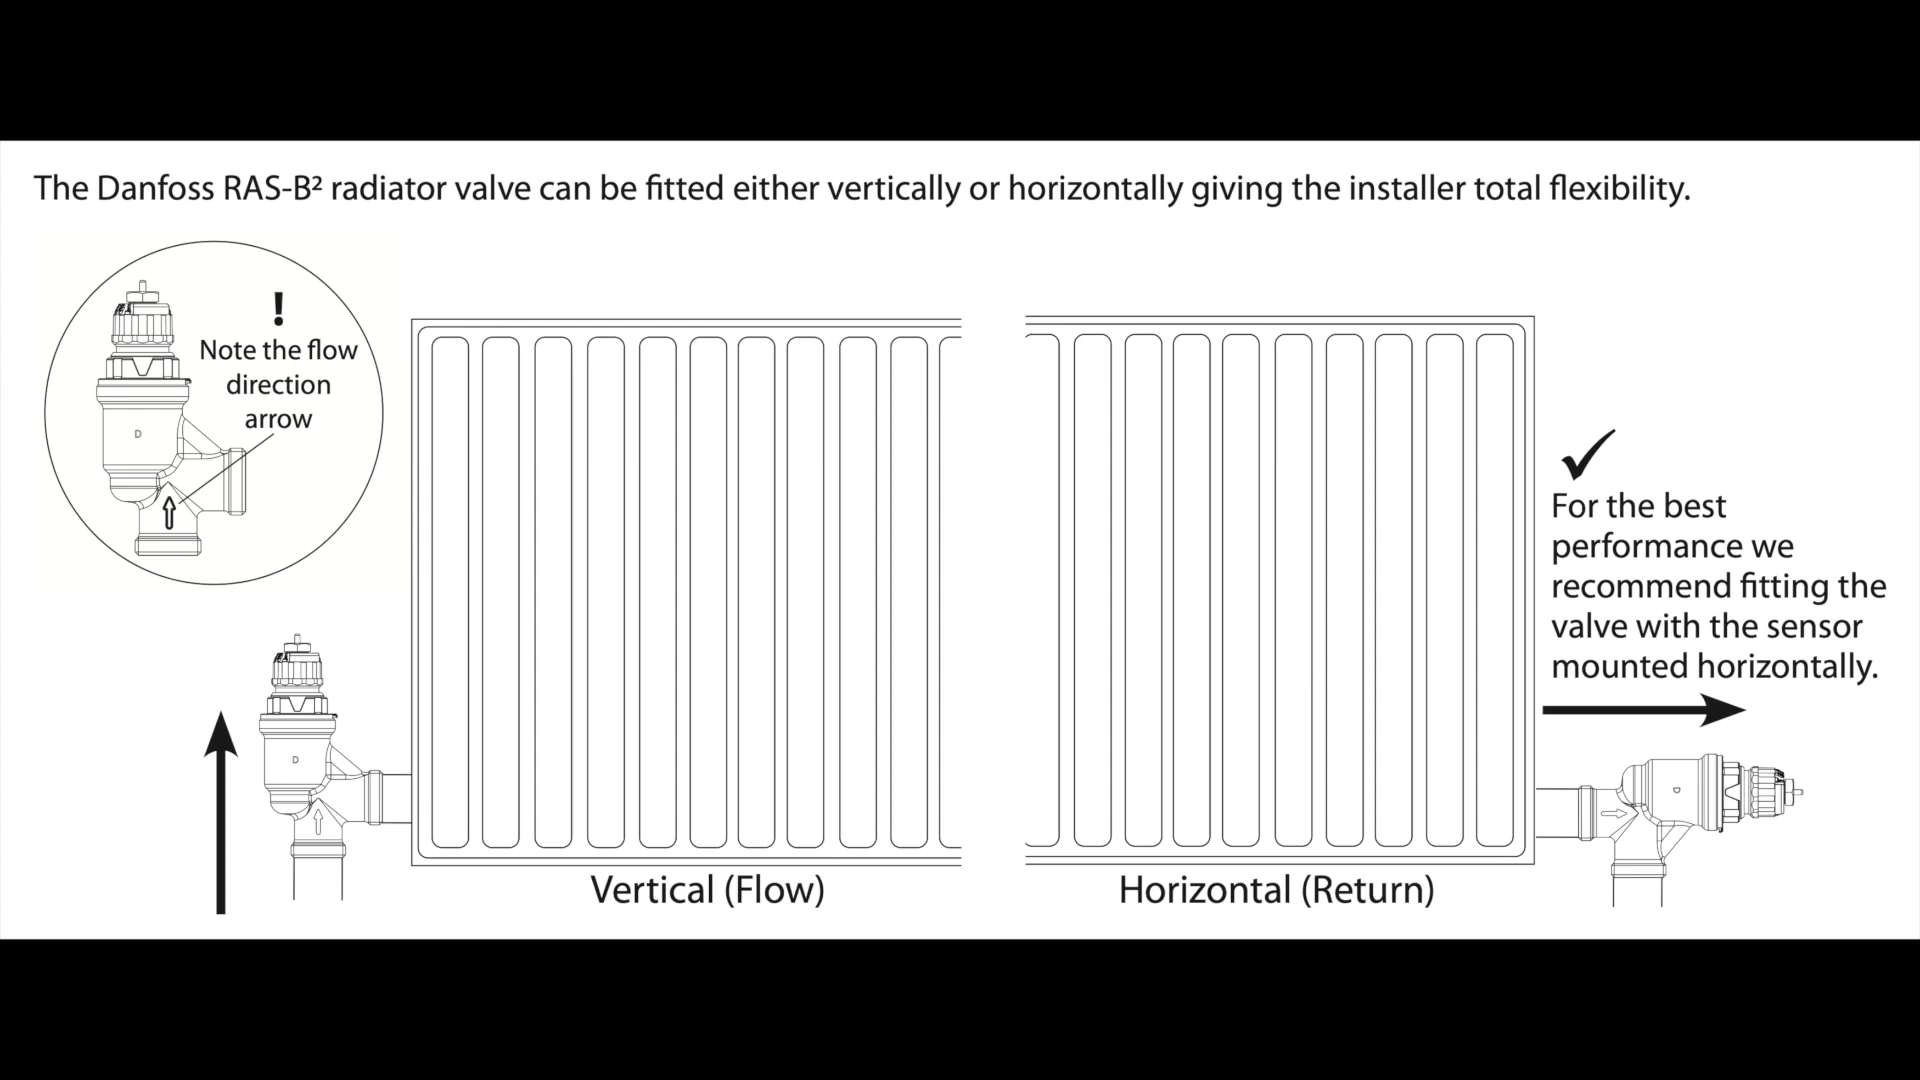 The Danfoss RAS-B² radiator valve can be fitted either vertically or horizontally giving the installer total flexibility.
!
Note the flow
direction
arrow
D
D
For the best
performance we
recommend fitting the
valve with the sensor
mounted horizontally.
D
Vertical (Flow)
Horizontal (Return)